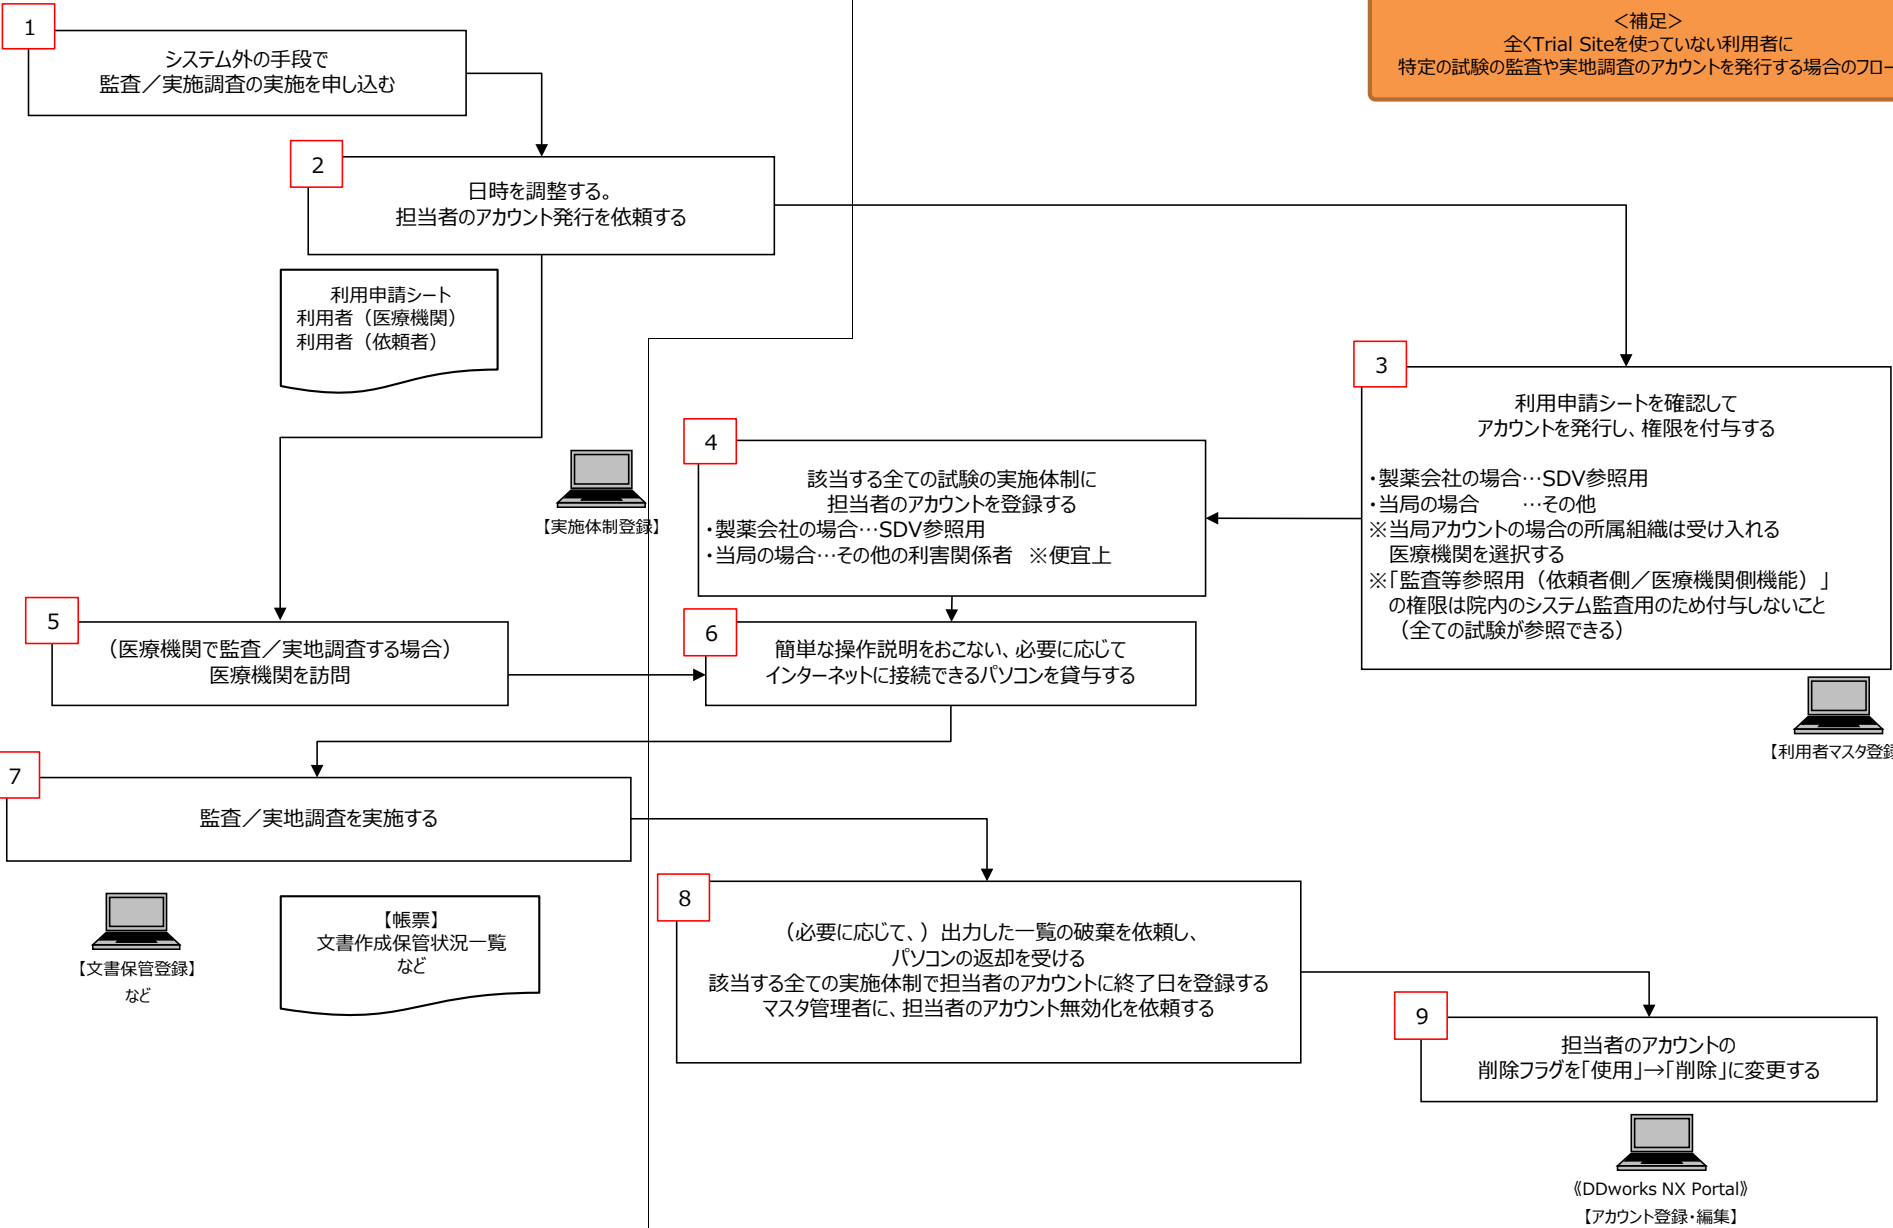 1
システム外の手段で
監査／実施調査の実施を申し込む
＜補足＞
全くTrial Siteを使っていない利用者に
特定の試験の監査や実地調査のアカウントを発行する場合のフロー
2
日時を調整する。
担当者のアカウント発行を依頼する
利用申請シート
利用者（医療機関）
利用者（依頼者）
3
利用申請シートを確認して
アカウントを発行し、権限を付与する
・製薬会社の場合…SDV参照用
・当局の場合　　…その他
※当局アカウントの場合の所属組織は受け入れる
医療機関を選択する
※「監査等参照用（依頼者側／医療機関側機能）」
の権限は院内のシステム監査用のため付与しないこと
（全ての試験が参照できる）
【利用者マスタ登録
4
該当する全ての試験の実施体制に
担当者のアカウントを登録する
・製薬会社の場合…SDV参照用
・当局の場合…その他の利害関係者　※便宜上
【実施体制登録】
5
（医療機関で監査／実地調査する場合）
医療機関を訪問
6
簡単な操作説明をおこない、必要に応じて
インターネットに接続できるパソコンを貸与する
7
監査／実地調査を実施する
【文書保管登録】
など
【帳票】
文書作成保管状況一覧
など
8
（必要に応じて、）出力した一覧の破棄を依頼し、
パソコンの返却を受ける
該当する全ての実施体制で担当者のアカウントに終了日を登録する
マスタ管理者に、担当者のアカウント無効化を依頼する
9
担当者のアカウントの
削除フラグを「使用」→「削除」に変更する
《DDworks NX Portal》
【アカウント登録・編集】